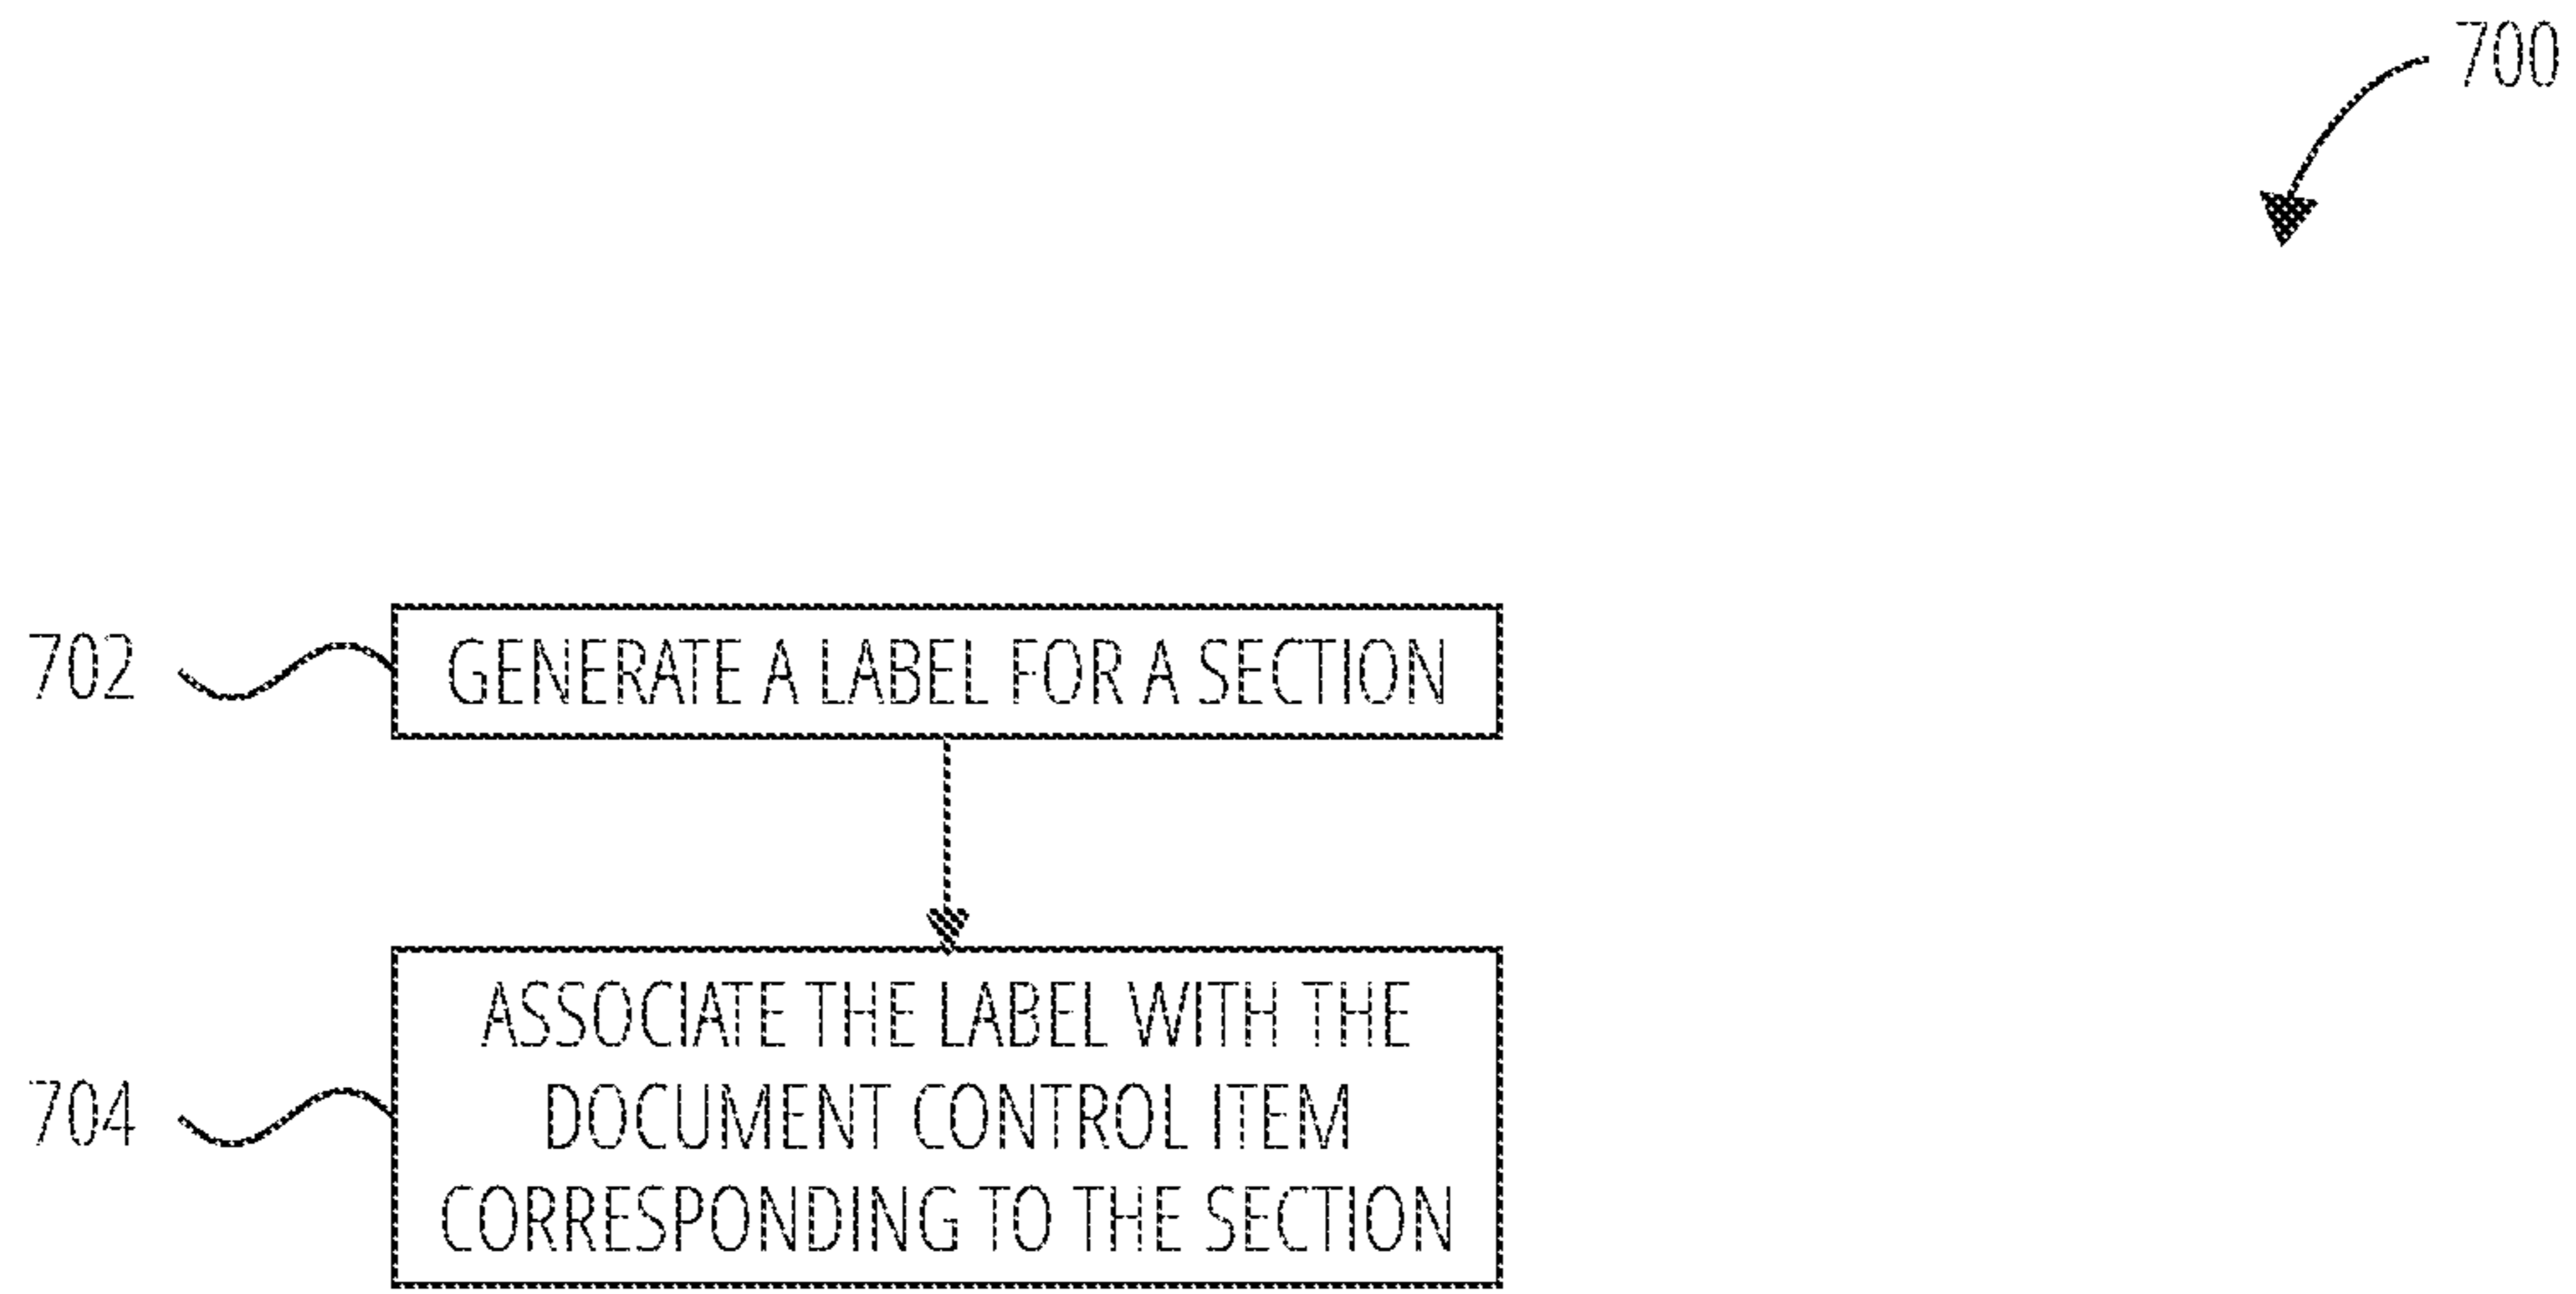 700
702
GENERATE A LABEL FOR A SECTION
704
ASSOCIATE THE LABEL WITH THE
DOCUMENT CONTROL ITEM
CORRESPONDING TO THE SECTION